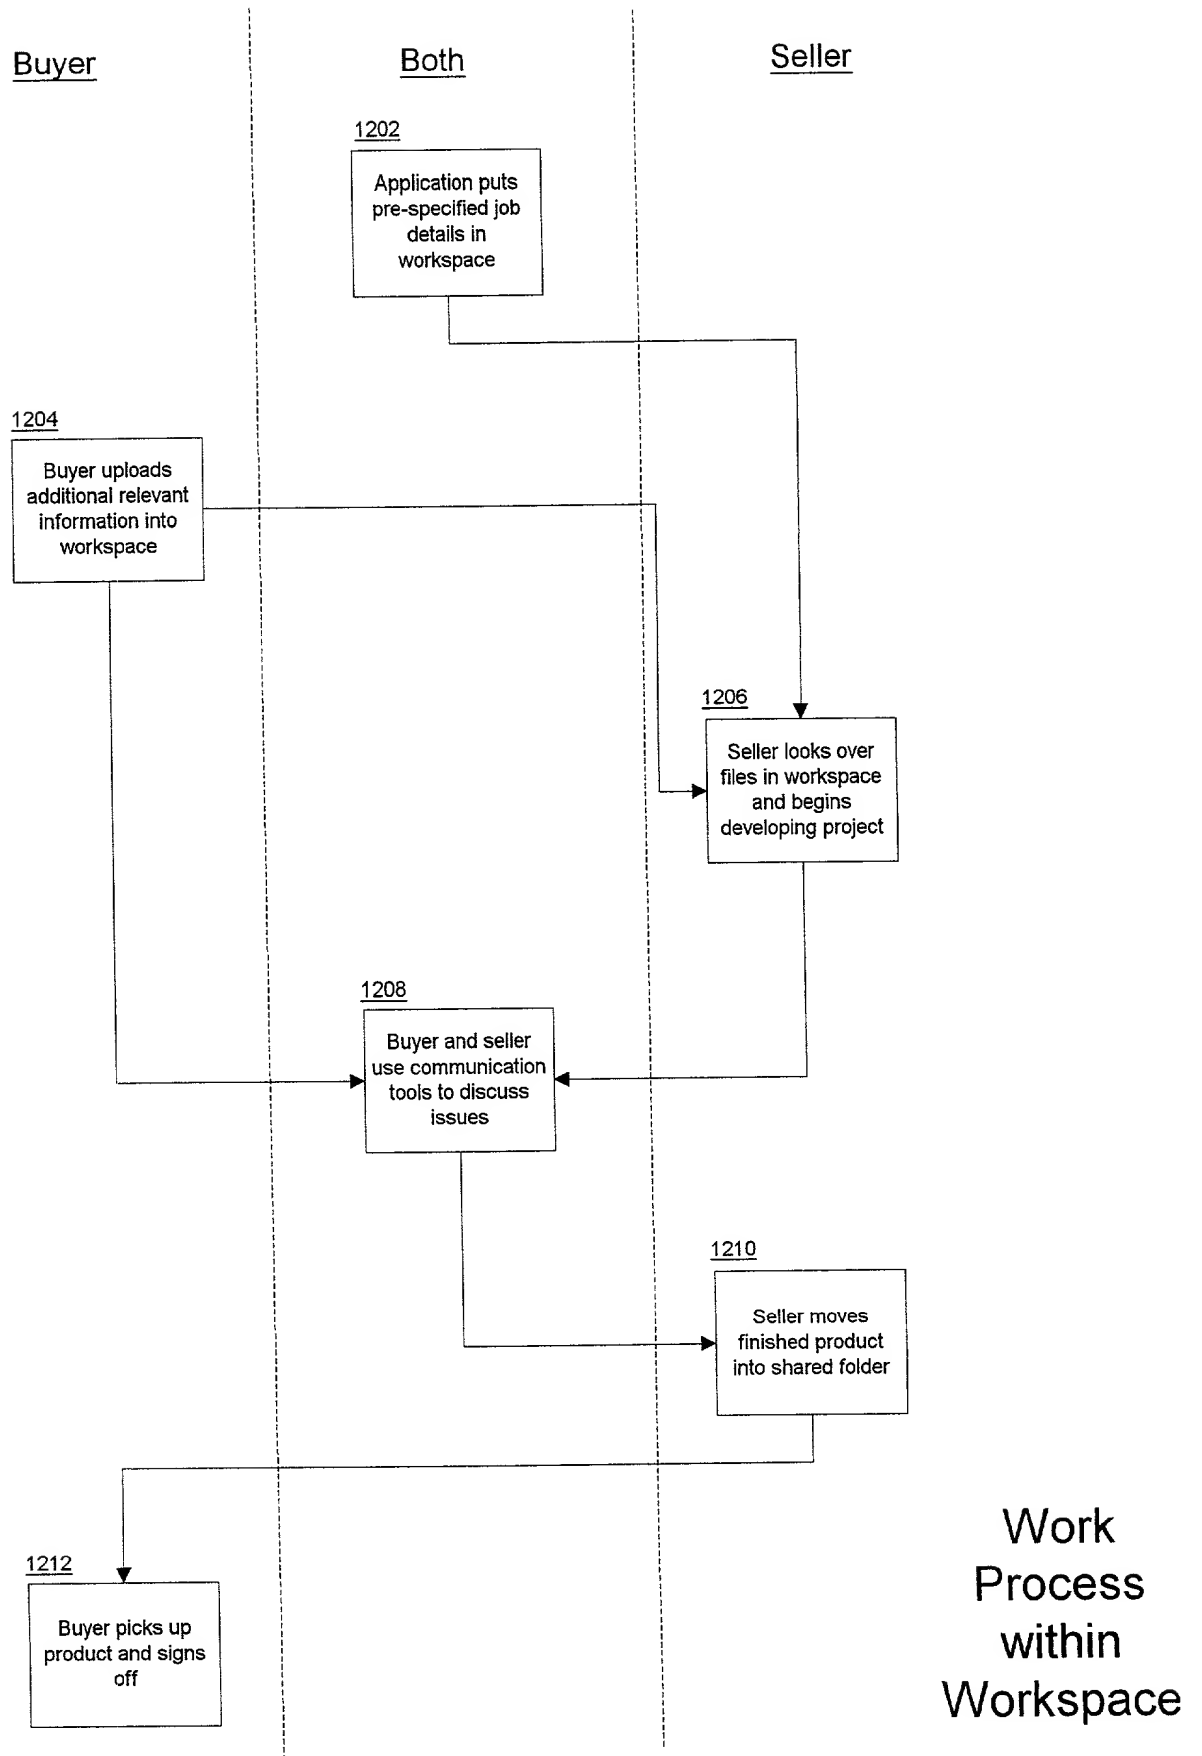 Buyer
Both
Seller
1202
Application puts
pre-specified job
details in
workspace
1204
Buyer uploads
additional relevant
information into
workspace
1206
Seller looks over
files in workspace
and begins
developing project
1208
Buyer and seller
use communication
tools to discuss
issues
1210
Seller moves
finished product
into shared folder
1212
Buyer picks up
product and signs
off
Work
Process
within
Workspace